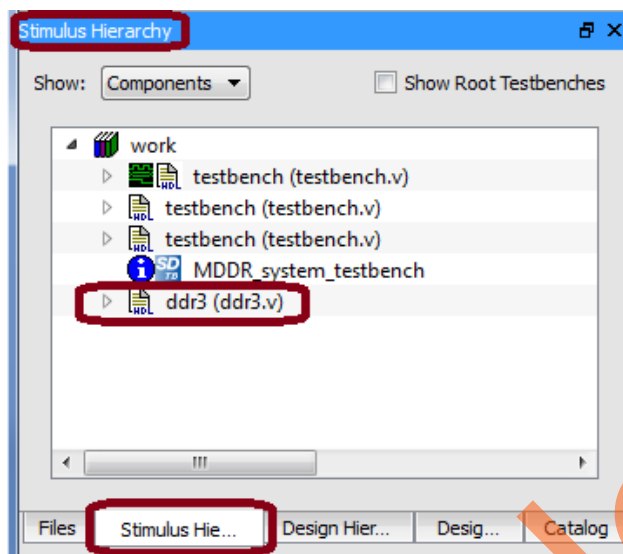 Stimulus Hierarchy
Show: Components Show Root Testbenches
work
testbench (testbench.v)
testbench (testbench.v)
testbench (testbench.v)
MDDR_system_testbench
ddr3 (ddr3.v)
Files Stimulus Hie... Design Hier... Desig... Catalog